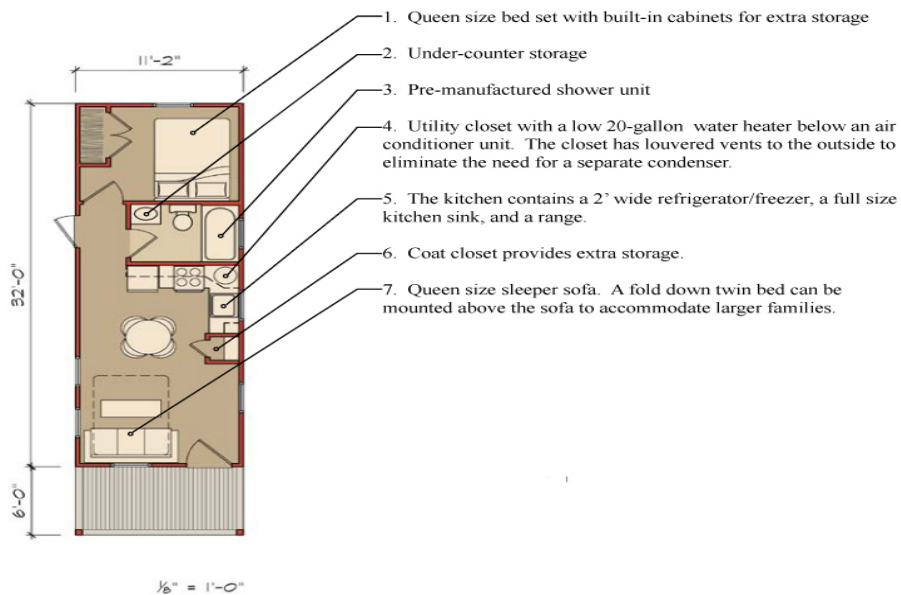 1. Queen size bed set with built-in cabinets for extra storage
11'-2"
2. Under-counter storage
3. Pre-manufactured shower unit
4. Utility closet with a low 20-gallon water heater below an air
conditioner unit. The closet has louvered vents to the outside to
eliminate the need for a separate condenser.
5. The kitchen contains a 2’ wide refrigerator/freezer, a full size
kitchen sink, and a range.
32'-0"
6. Coat closet provides extra storage.
7. Queen size sleeper sofa. A fold down twin bed can be
mounted above the sofa to accommodate larger families.
6'-0"
⅛" = 1'-0"